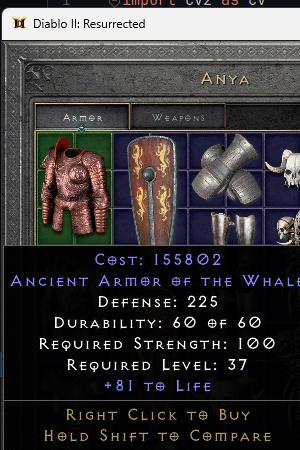 import cv2 as cv
Diablo II: Resurrected
Anya
Armor
Weapons
Cost: 155802
Ancient Armor of the Whale
Defense: 225
Durability: 60 of 60
Required Strength: 100
Required Level: 37
+81 to Life
Right Click to Buy
Hold Shift to Compare